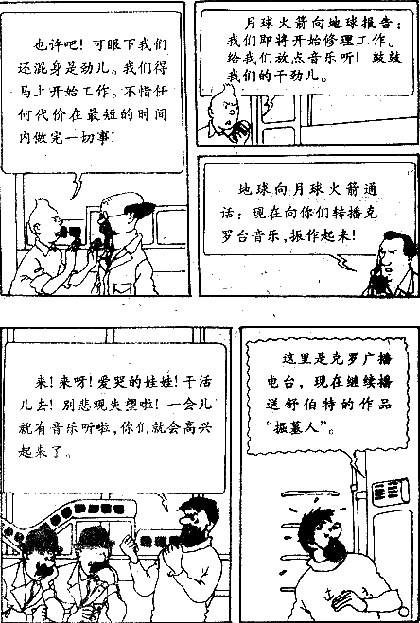 也许吧！可眼下我们
还混身是劲儿。我们得
马上开始工作。不惜任
何代价在最短的时间
内做完一切事!
月球火箭向地球报告：
我们即将开始修理工作。
给我们放点音乐听！鼓鼓
我们的干劲儿。
地球向月球火箭通
话：现在向你们转播克
罗台音乐，振作起来！
来！来呀！爱哭的娃娃！干活
儿去！别悲观失望啦！一会儿
就有音乐听啦，你们就会高兴
起来了。
这里是克罗广播
电台，现在继续播
送舒伯特的作品
“掘墓人”。